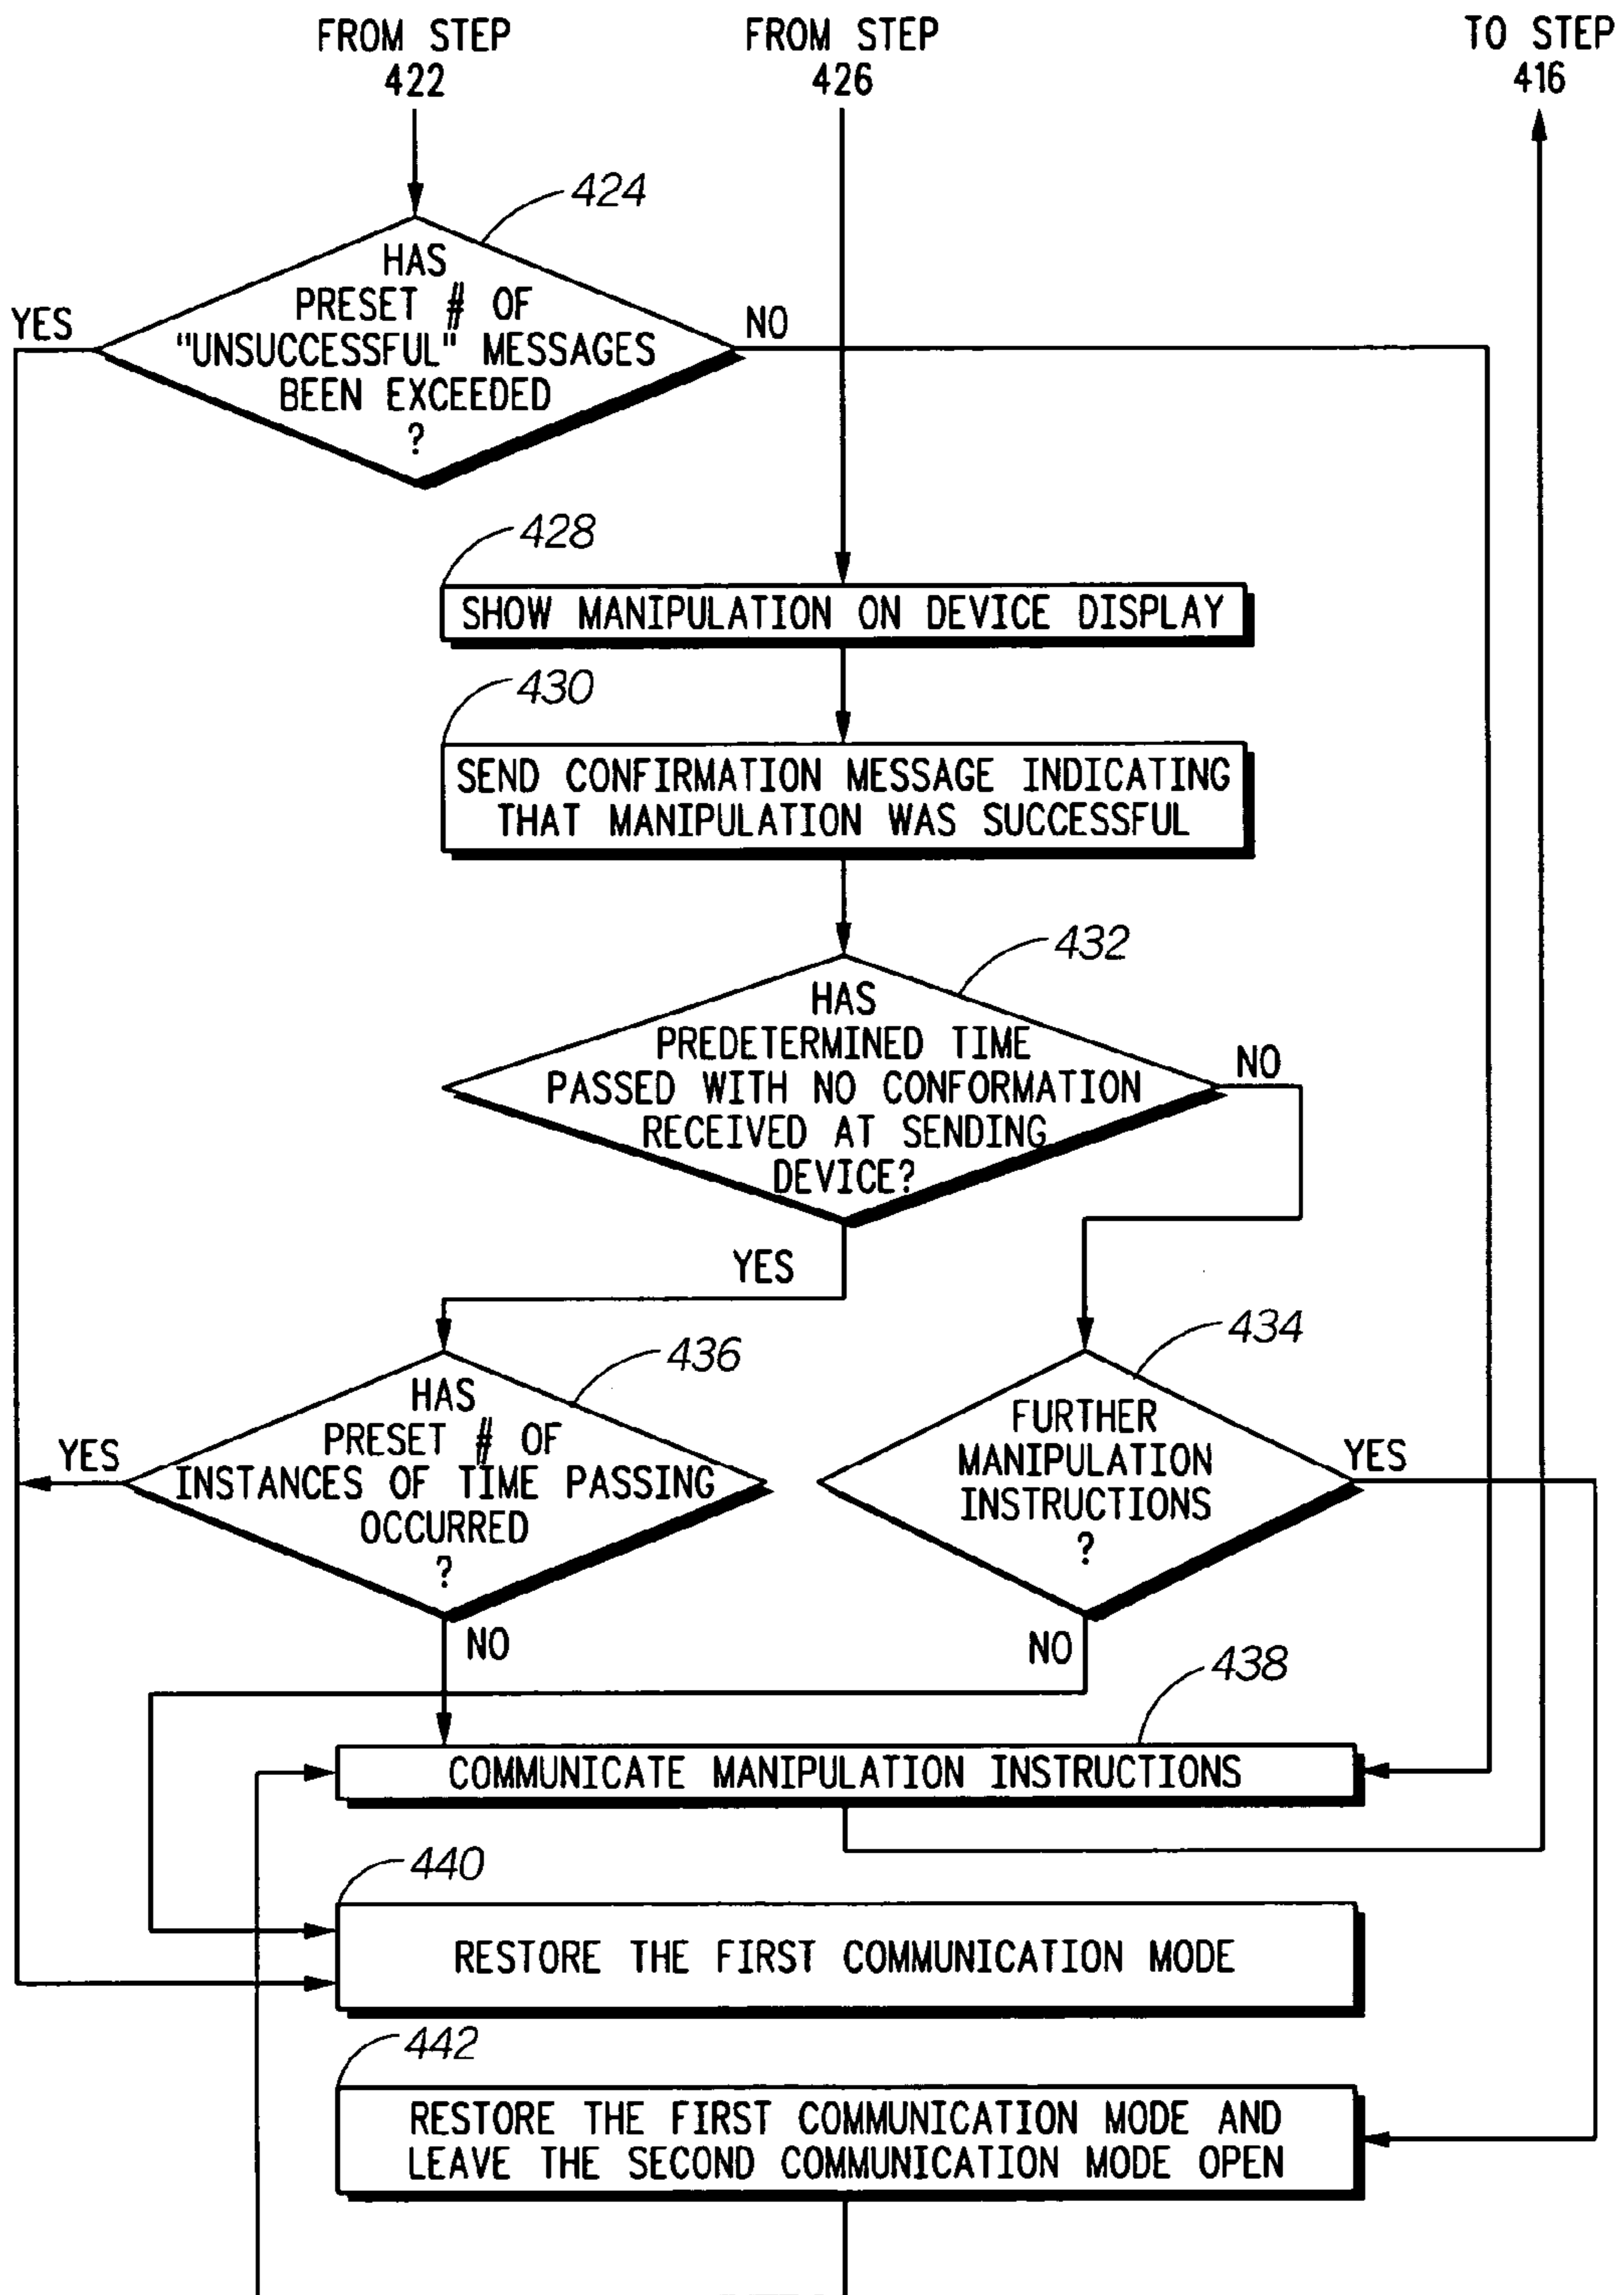 FROM STEP
422
FROM STEP
426
TO STEP
416
424
HAS
PRESET # OF
"UNSUCCESSFUL" MESSAGES
BEEN EXCEEDED
?
YES
NO
428
SHOW MANIPULATION ON DEVICE DISPLAY
430
SEND CONFIRMATION MESSAGE INDICATING
THAT MANIPULATION WAS SUCCESSFUL
432
HAS
PREDETERMINED TIME
PASSED WITH NO CONFORMATION
RECEIVED AT SENDING
DEVICE?
NO
YES
436
HAS
PRESET # OF
INSTANCES OF TIME PASSING
OCCURRED
?
YES
NO
434
FURTHER
MANIPULATION
INSTRUCTIONS
?
YES
NO
438
COMMUNICATE MANIPULATION INSTRUCTIONS
440
RESTORE THE FIRST COMMUNICATION MODE
442
RESTORE THE FIRST COMMUNICATION MODE AND
LEAVE THE SECOND COMMUNICATION MODE OPEN